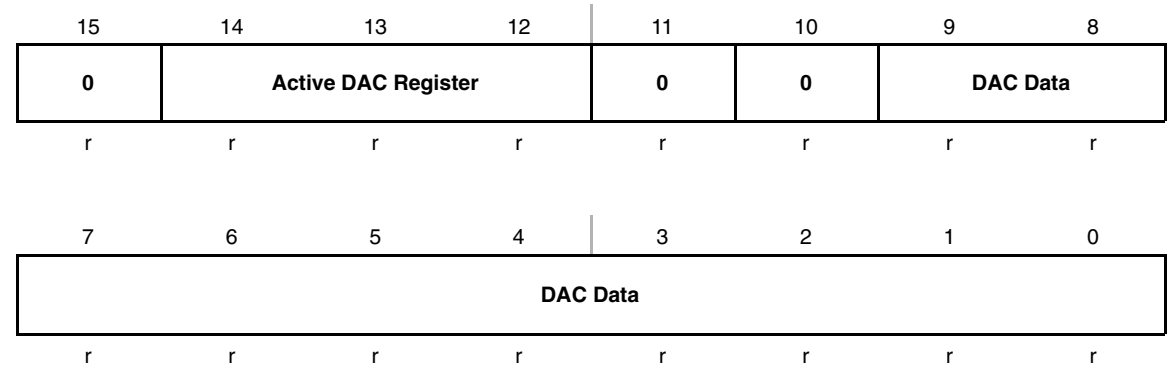 15 14 13 12 11 10 9 8
0 Active DAC Register 0 0 DAC Data
r r r r r r r r
7 6 5 4 3 2 1 0
DAC Data
r r r r r r r r